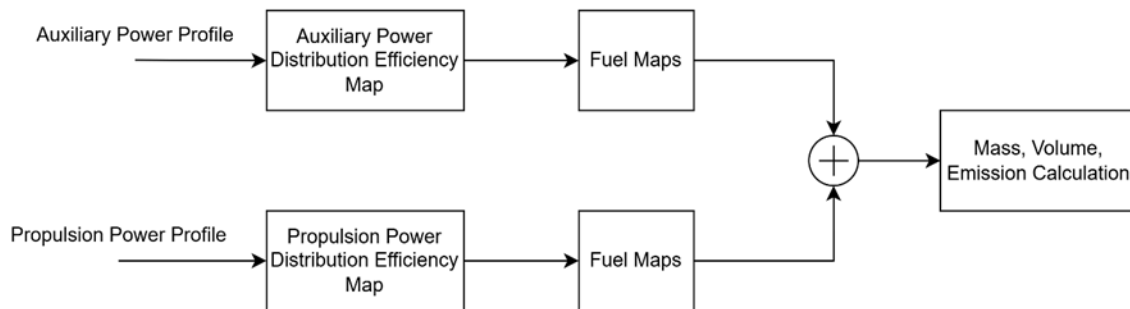 Auxiliary Power Profile
Auxiliary Power
Distribution Efficiency
Map
Fuel Maps
Mass, Volume,
Emission Calculation
Propulsion Power Profile
Propulsion Power
Distribution Efficiency
Map
Fuel Maps